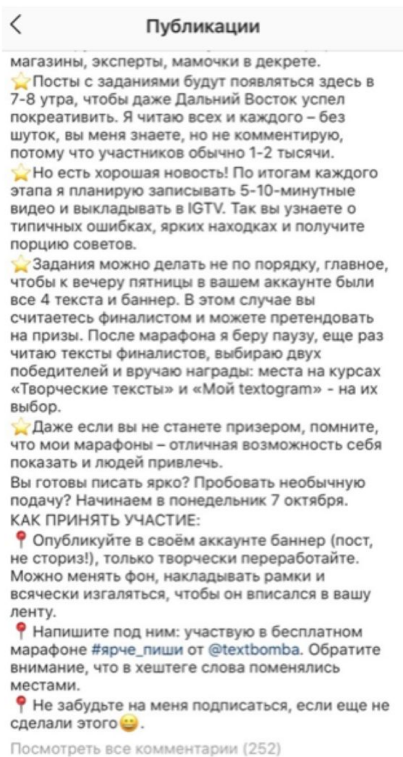 Публикации
магазины, эксперты, мамочки в декрете.
⭐Посты с заданиями будут появляться здесь в
7-8 утра, чтобы даже Дальний Восток успел
покреативить. Я читаю всех и каждого – без
шуток, вы меня знаете, но не комментирую,
потому что участников обычно 1-2 тысячи.
⭐Но есть хорошая новость! По итогам каждого
этапа я планирую записывать 5-10-минутные
видео и выкладывать в IGTV. Так вы узнаете о
типичных ошибках, ярких находках и получите
порцию советов.
⭐Задания можно делать не по порядку, главное,
чтобы к вечеру пятницы в вашем аккаунте были
все 4 текста и баннер. В этом случае вы
считаетесь финалистом и можете претендовать
на призы. После марафона я беру паузу, еще раз
читаю тексты финалистов, выбираю двух
победителей и вручаю награды: места на курсах
«Творческие тексты» и «Мой textogram» - на их
выбор.
⭐Даже если вы не станете призером, помните,
что мои марафоны – отличная возможность себя
показать и людей привлечь.
Вы готовы писать ярко? Пробовать необычную
подачу? Начинаем в понедельник 7 октября.
КАК ПРИНЯТЬ УЧАСТИЕ:
📍 Опубликуйте в своём аккаунте баннер (пост,
не сториз!), только творчески переработайте.
Можно менять фон, накладывать рамки и
всячески изгаляться, чтобы он вписался в вашу
ленту.
📍 Напишите под ним: участвую в бесплатном
марафоне #ярче_пиши от @textbomba. Обратите
внимание, что в хештеге слова поменялись
местами.
📍 Не забудьте на меня подписаться, если еще не
сделали этого😀.
Посмотреть все комментарии (252)